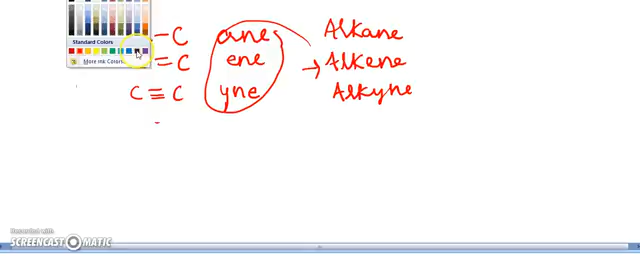 – C ane Alkane
Standard Colors
= C ene → Alkene
More Ink Colors
C ≡ C yne Alkyne
Recorded with
SCREENCAST O MATIC